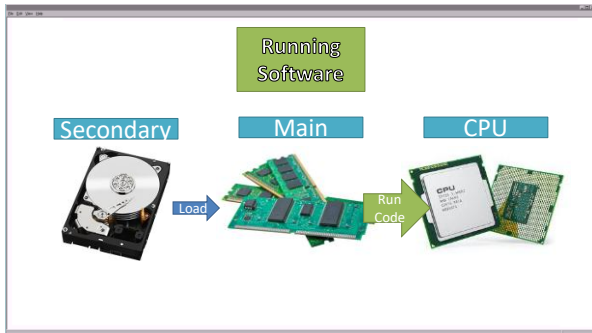 Running
Software
Secondary
Main
CPU
Load
Run
Code
CPU